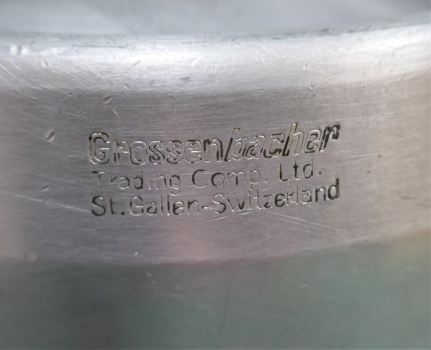 Grossenbacher
Trading Comp. Ltd.
St.Gallen-Switzerland